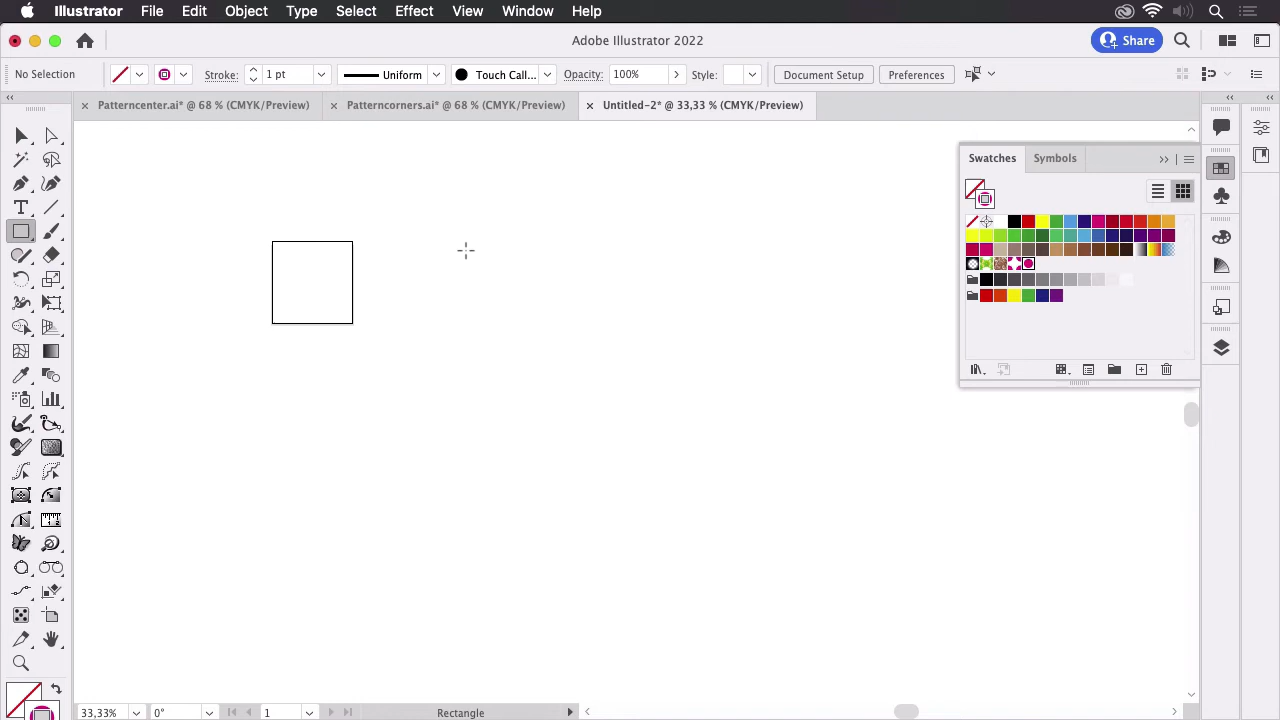 Illustrator File Edit Object Type Select Effect View Window Help
Adobe Illustrator 2022
Share
No Selection Stroke: 1 pt Uniform Touch Call... Opacity: 100% Style: Document Setup Preferences
Patterncenter.ai* @ 68 % (CMYK/Preview) Patterncorners.ai* @ 68 % (CMYK/Preview) Untitled-2* @ 33,33 % (CMYK/Preview)
Swatches Symbols
33,33% 0° 1 Rectangle